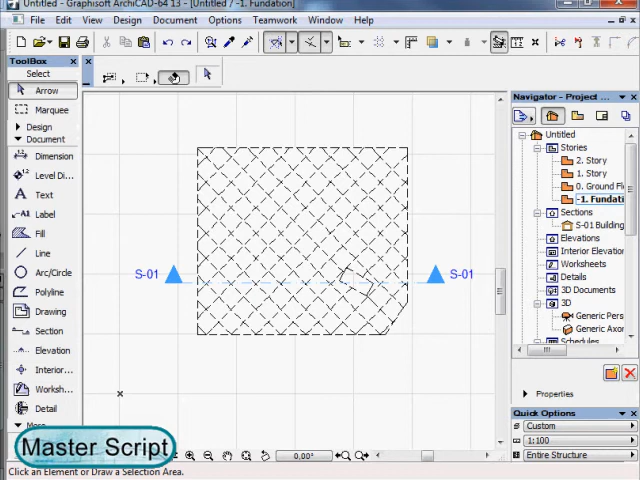 Untitled - Graphisoft ArchiCAD-64 13 - [Untitled / -1. Fundation]
File Edit View Design Document Options Teamwork Window Help
ToolBox
Select
Arrow
Marquee
Design
Document
Dimension
Level Di...
Text
Label
Fill
Line
Arc/Circle
Polyline
Drawing
Section
Elevation
Interior...
Worksh...
Detail
More
S-01
S-01
Navigator - Project ...
Untitled
Stories
2. Story
1. Story
0. Ground Fl
-1. Fundati
Sections
S-01 Building
Elevations
Interior Elevation
Worksheets
Details
3D Documents
3D
Generic Pers
Generic Axon
Schedules
Properties
Quick Options
Custom
1:100
Entire Structure
0.00°
Master Script
Click an Element or Draw a Selection Area.